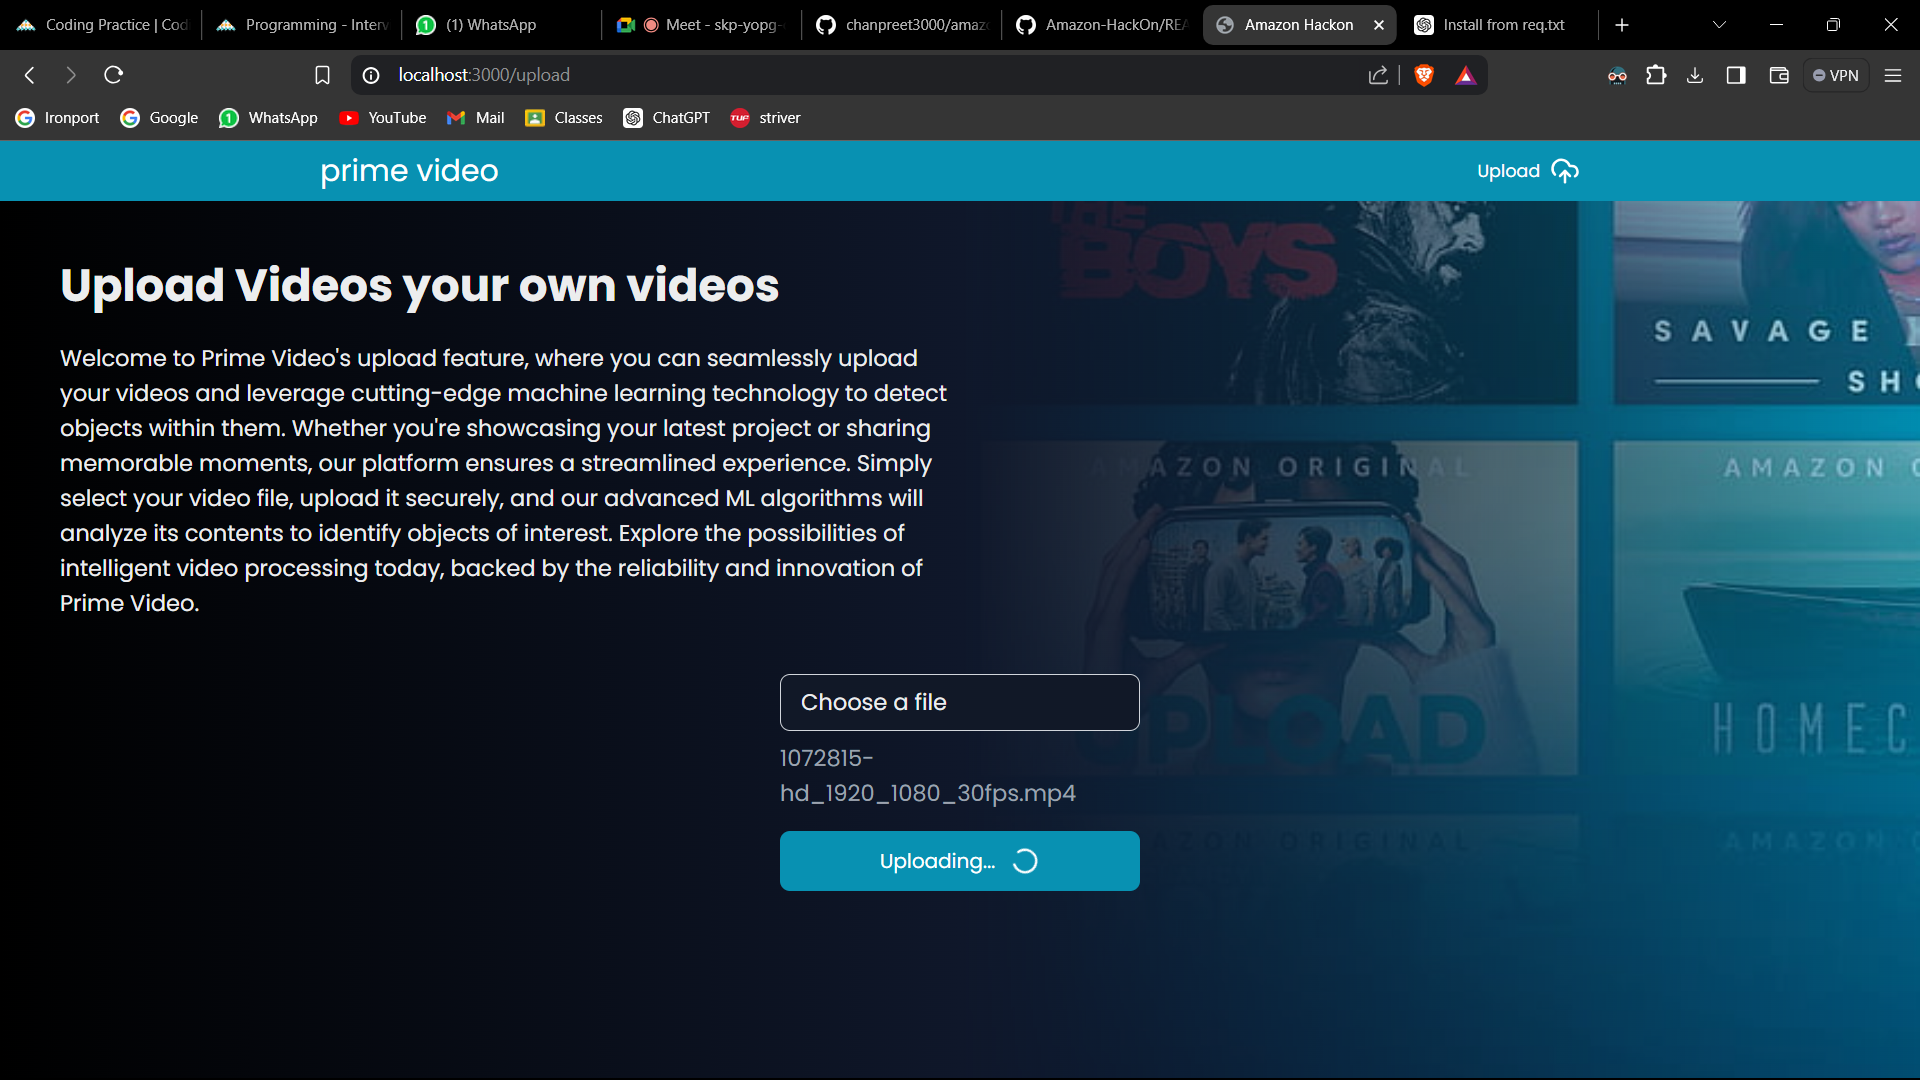 Coding Practice | Cod
Programming - Interv
(1) WhatsApp
Meet - skp-yopg-
chanpreet3000/amazo
Amazon-HackOn/REA
Amazon Hackon
Install from req.txt
localhost:3000/upload
VPN
Ironport
Google
WhatsApp
YouTube
Mail
Classes
ChatGPT
TUF
striver
prime video
Upload
THE
BOYS
SAVAGE
SHO
Upload Videos your own videos
Welcome to Prime Video's upload feature, where you can seamlessly upload
your videos and leverage cutting-edge machine learning technology to detect
objects within them. Whether you're showcasing your latest project or sharing
memorable moments, our platform ensures a streamlined experience. Simply
select your video file, upload it securely, and our advanced ML algorithms will
analyze its contents to identify objects of interest. Explore the possibilities of
intelligent video processing today, backed by the reliability and innovation of
Prime Video.
AMAZON ORIGINAL
AMAZON O
UPLOAD
HOMEC
Choose a file
1072815-
hd_1920_1080_30fps.mp4
Uploading...
AZON ORIGINAL
AMAZON O